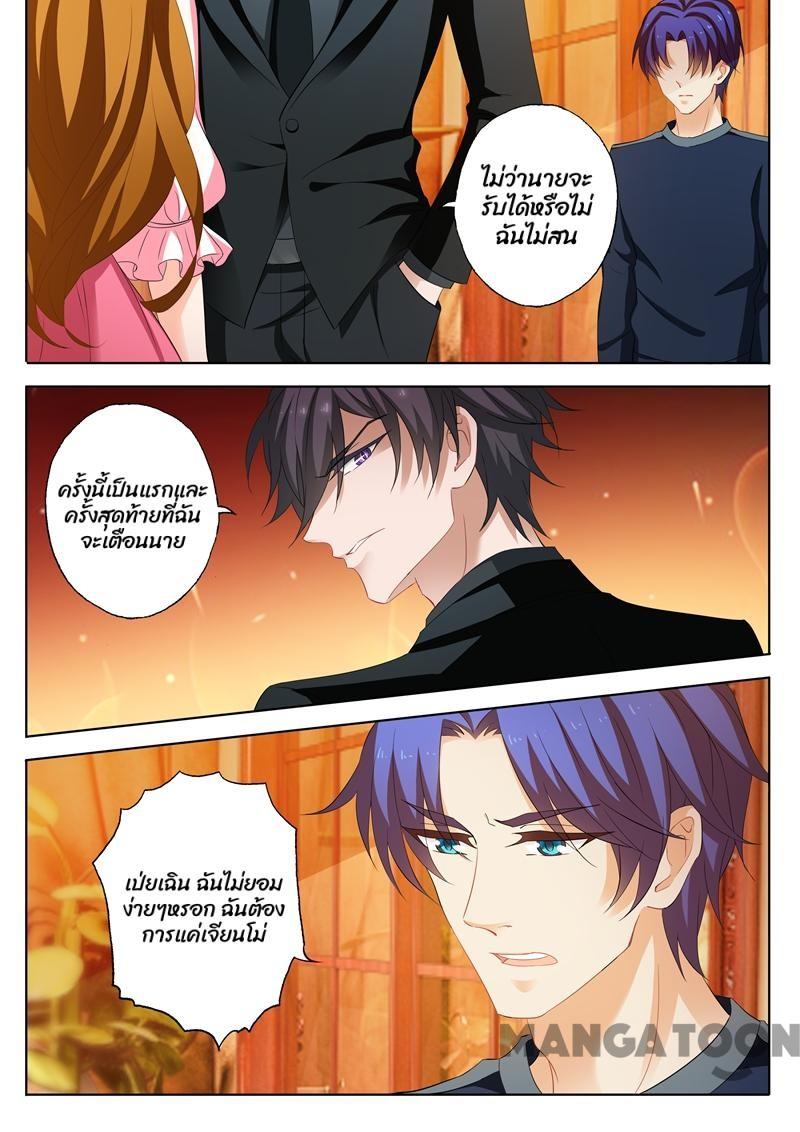 ไม่ว่านายจะ
รับได้หรือไม่
ฉันไม่สน
ครั้งนี้เป็นแรกและ
ครั้งสุดท้ายที่ฉัน
จะเตือนนาย
เป่ยเฉิน ฉันไม่ยอม
ง่ายๆหรอก ฉันต้อง
การแค่เจียนโม่
MANGATOON